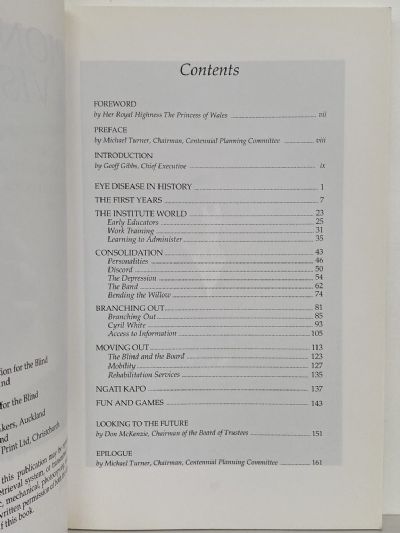 Contents
FOREWORD
by Her Royal Highness The Princess of Wales vii
PREFACE
by Michael Turner, Chairman, Centennial Planning Committee viii
INTRODUCTION
by Geoff Gibbs, Chief Executive ix
EYE DISEASE IN HISTORY 1
THE FIRST YEARS 7
THE INSTITUTE WORLD 23
Early Educators 25
Work Training 31
Learning to Administer 35
CONSOLIDATION 43
Personalities 46
Discord 50
The Depression 54
The Band 62
Bending the Willow 74
BRANCHING OUT 81
Branching Out 85
Cyril White 93
Access to Information 105
MOVING OUT 113
The Blind and the Board 123
Mobility 127
Rehabilitation Services 135
NGATI KAPO 137
FUN AND GAMES 143
LOOKING TO THE FUTURE
by Don McKenzie, Chairman of the Board of Trustees 151
EPILOGUE
by Michael Turner, Chairman, Centennial Planning Committee 161
tion for the Blind
nd
for the Blind
kers, Auckland
nd
Print Ltd, Christchurch
this publication may be
retrieval system, or
mechanical, photocopying
written permission of
f this book.